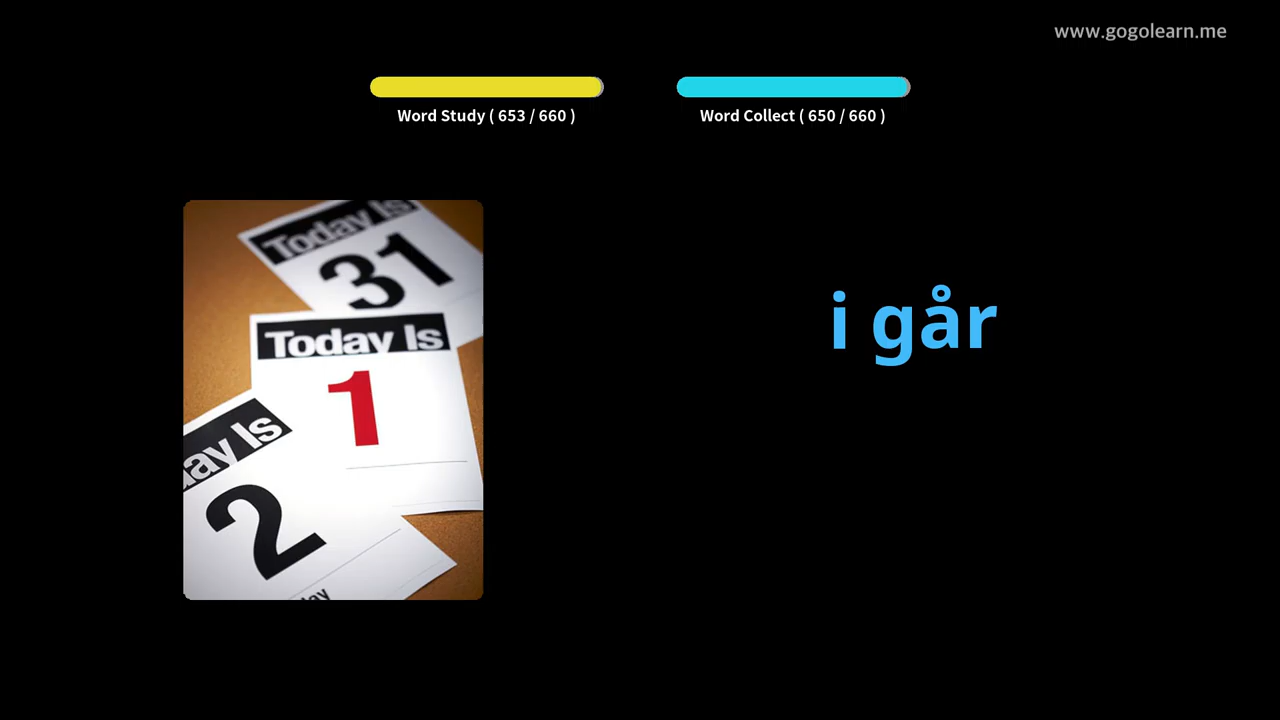 www.gogolearn.me
Word Study ( 653 / 660 )
Word Collect ( 650 / 660 )
Today Is
31
Today Is
1
i går
ay Is
2